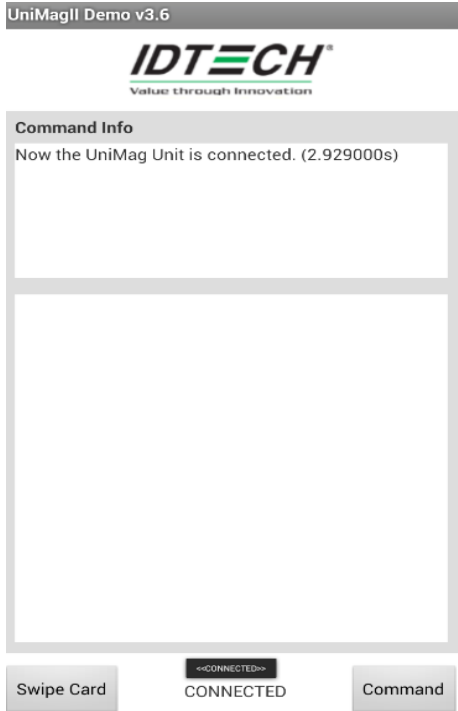 UniMagII Demo v3.6
IDTECH®
Value through Innovation
Command Info
Now the UniMag Unit is connected. (2.929000s)
<<CONNECTED>>
Swipe Card
CONNECTED
Command